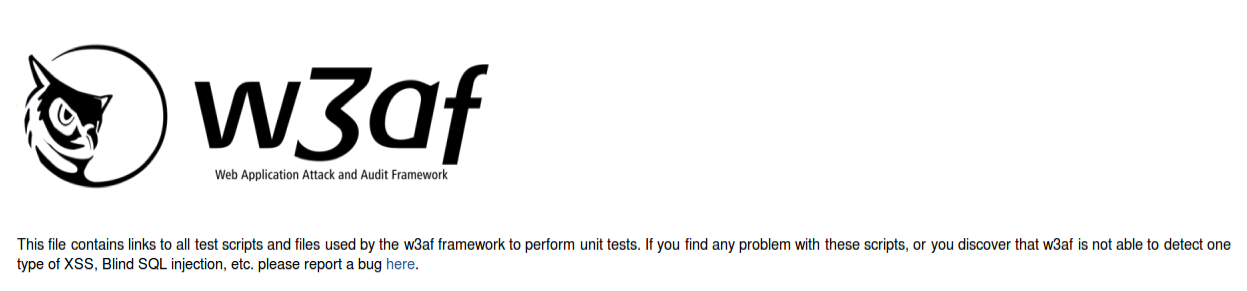 w3af
Web Application Attack and Audit Framework
This file contains links to all test scripts and files used by the w3af framework to perform unit tests. If you find any problem with these scripts, or you discover that w3af is not able to detect one
type of XSS, Blind SQL injection, etc. please report a bug here.